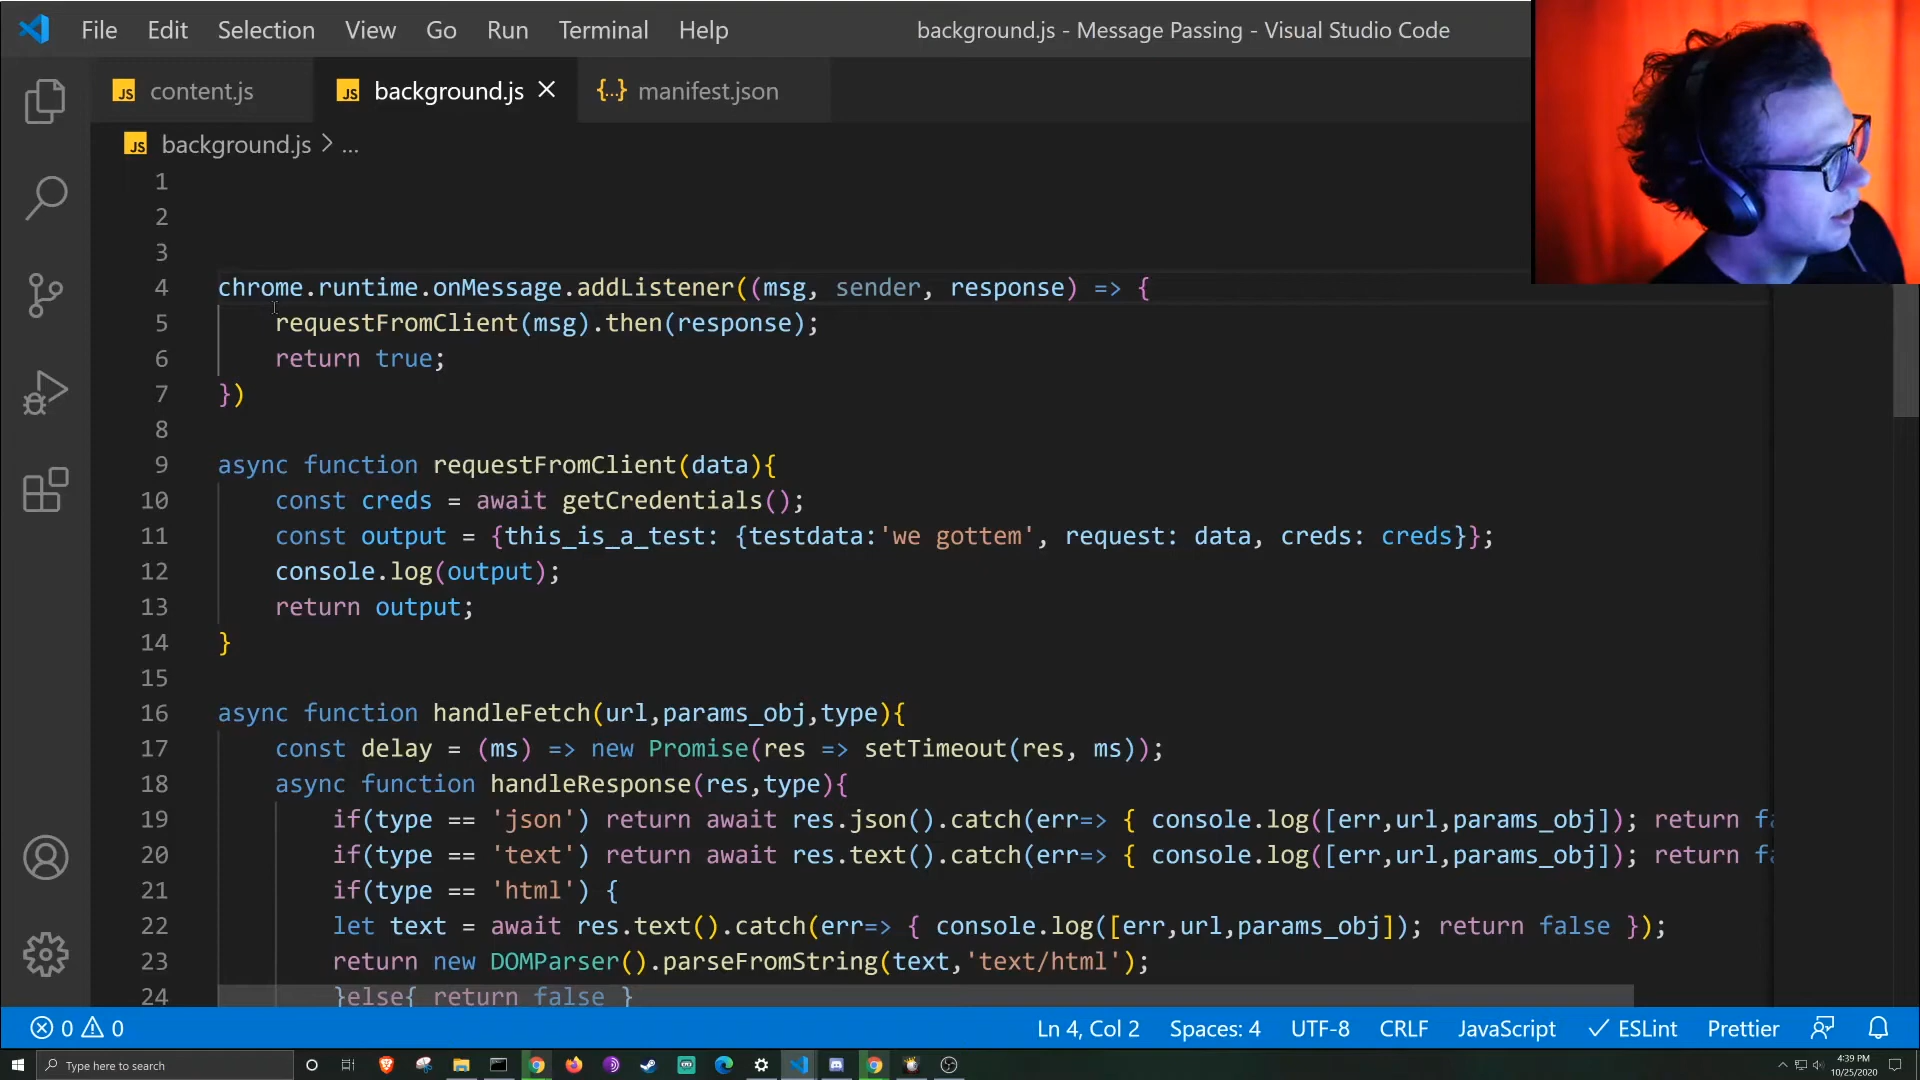 File Edit Selection View Go Run Terminal Help background.js - Message Passing - Visual Studio Code
JS content.js JS background.js × {..} manifest.json
JS background.js > ...
1
2
3
4 chrome.runtime.onMessage.addListener((msg, sender, response) => {
5 requestFromClient(msg).then(response);
6 return true;
7 })
8
9 async function requestFromClient(data){
10 const creds = await getCredentials();
11 const output = {this_is_a_test: {testdata:'we gottem', request: data, creds: creds}};
12 console.log(output);
13 return output;
14 }
15
16 async function handleFetch(url,params_obj,type){
17 const delay = (ms) => new Promise(res => setTimeout(res, ms));
18 async function handleResponse(res,type){
19 if(type == 'json') return await res.json().catch(err=> { console.log([err,url,params_obj]); return
20 if(type == 'text') return await res.text().catch(err=> { console.log([err,url,params_obj]); return
21 if(type == 'html') {
22 let text = await res.text().catch(err=> { console.log([err,url,params_obj]); return false });
23 return new DOMParser().parseFromString(text,'text/html');
24 }else{ return false }
0 0 Ln 4, Col 2 Spaces: 4 UTF-8 CRLF JavaScript ESLint Prettier
Type here to search 4:39 PM
10/25/2020